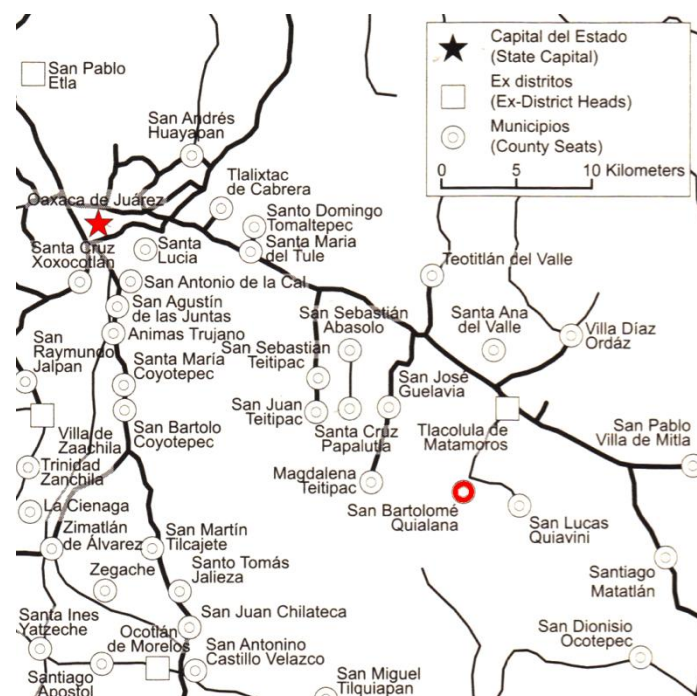 Capital del Estado
(State Capital)
Ex distritos
(Ex-District Heads)
Municipios
(County Seats)
0 5 10 Kilometers
San Pablo
Etla
San Andrés
Huayapan
Tlalixtac
de Cabrera
Oaxaca de Juárez
Santo Domingo
Tomaltepec
Santa Cruz
Xoxocotlán
Santa
Lucia
Santa Maria
del Tule
Teotitlán del Valle
San Antonio de la Cal
San Agustín
de las Juntas
San Sebastián
Abasolo
Santa Ana
del Valle
Villa Díaz
Ordáz
Animas Trujano
San
Raymundo
Jalpan
San Sebastián
Teitipac
Santa María
Coyotepec
San José
Guelavia
San Juan
Teitipac
San Bartolo
Coyotepec
Santa Cruz
Papalutla
Tlacolula de
Matamoros
San Pablo
Villa de Mitla
Villa de
Zaachila
Trinidad
Zanchila
Magdalena
Teitipac
San Bartolomé
Quialana
La Cienaga
San Lucas
Quiavini
Zimatlán
de Álvarez
San Martín
Tilcajete
Zegache
Santo Tomás
Jalieza
Santiago
Matatlán
Santa Ines
Yatzeche
San Juan Chilateca
Ocotlán
de Morelos
San Dionisio
Ocotepec
San Antonino
Castillo Velazco
Santiago
Apostol
San Miguel
Tilquiapan